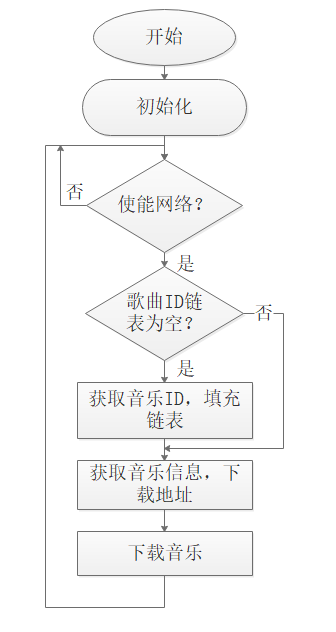 开始
初始化
使能网络？
否
是
歌曲ID链
表为空？
否
是
获取音乐ID，填充
链表
获取音乐信息，下
载地址
下载音乐